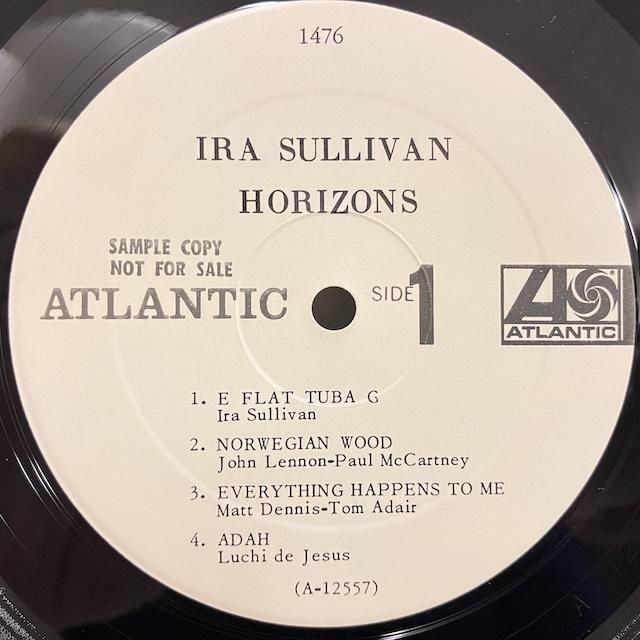 1476
IRA SULLIVAN
HORIZONS
SAMPLE COPY
NOT FOR SALE
ATLANTIC
SIDE 1
ATLANTIC
1. E FLAT TUBA G
Ira Sullivan
2. NORWEGIAN WOOD
John Lennon-Paul McCartney
3. EVERYTHING HAPPENS TO ME
Matt Dennis-Tom Adair
4. ADAH
Luchi de Jesus
(A-12557)
A